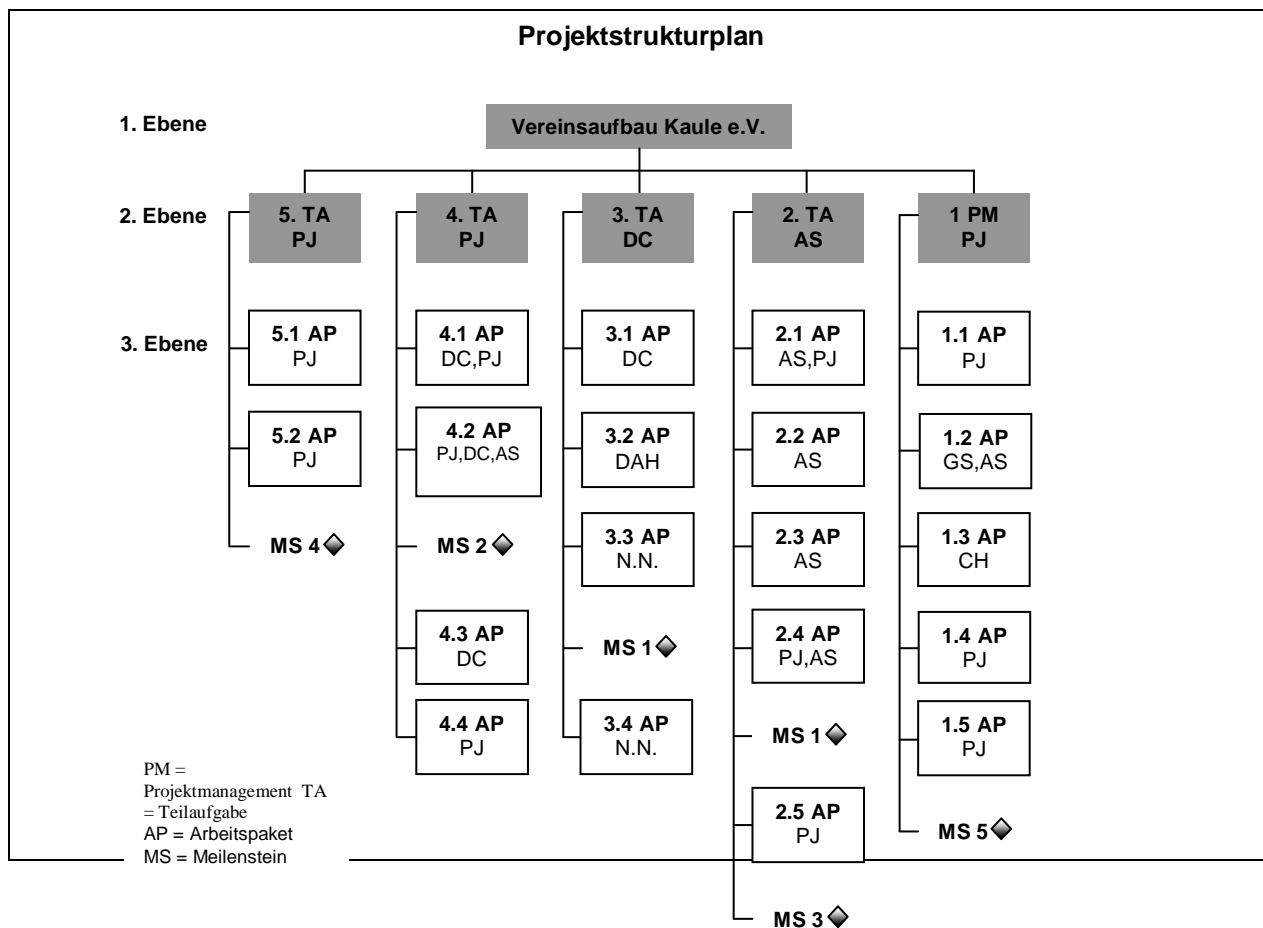 Projektstrukturplan
1. Ebene
Vereinsaufbau Kaule e.V.
2. Ebene
5. TA
PJ
4. TA
PJ
3. TA
DC
2. TA
AS
1 PM
PJ
3. Ebene
5.1 AP
PJ
4.1 AP
DC,PJ
3.1 AP
DC
2.1 AP
AS,PJ
1.1 AP
PJ
5.2 AP
PJ
4.2 AP
PJ,DC,AS
3.2 AP
DAH
2.2 AP
AS
1.2 AP
GS,AS
MS 4
MS 2
3.3 AP
N.N.
2.3 AP
AS
1.3 AP
CH
4.3 AP
DC
MS 1
2.4 AP
PJ,AS
1.4 AP
PJ
4.4 AP
PJ
3.4 AP
N.N.
MS 1
1.5 AP
PJ
2.5 AP
PJ
MS 5
MS 3
PM =
Projektmanagement TA
= Teilaufgabe
AP = Arbeitspaket
MS = Meilenstein